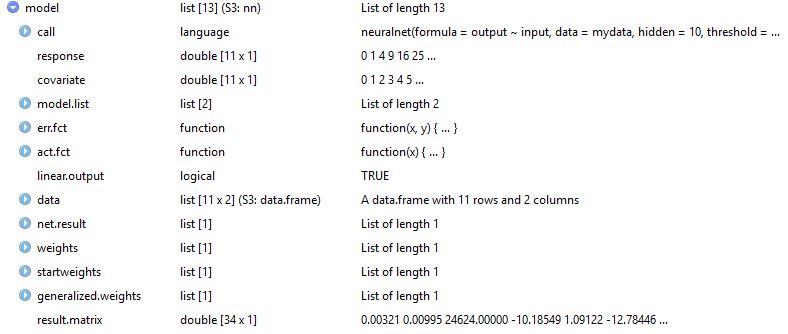 model list [13] (S3: nn) List of length 13
call language neuralnet(formula = output ~ input, data = mydata, hidden = 10, threshold = ...
response double [11 x 1] 0 1 4 9 16 25 ...
covariate double [11 x 1] 0 1 2 3 4 5 ...
model.list list [2] List of length 2
err.fct function function(x, y) { ... }
act.fct function function(x) { ... }
linear.output logical TRUE
data list [11 x 2] (S3: data.frame) A data.frame with 11 rows and 2 columns
net.result list [1] List of length 1
weights list [1] List of length 1
startweights list [1] List of length 1
generalized.weights list [1] List of length 1
result.matrix double [34 x 1] 0.00321 0.00995 24624.00000 -10.18549 1.09122 -12.78446 ...